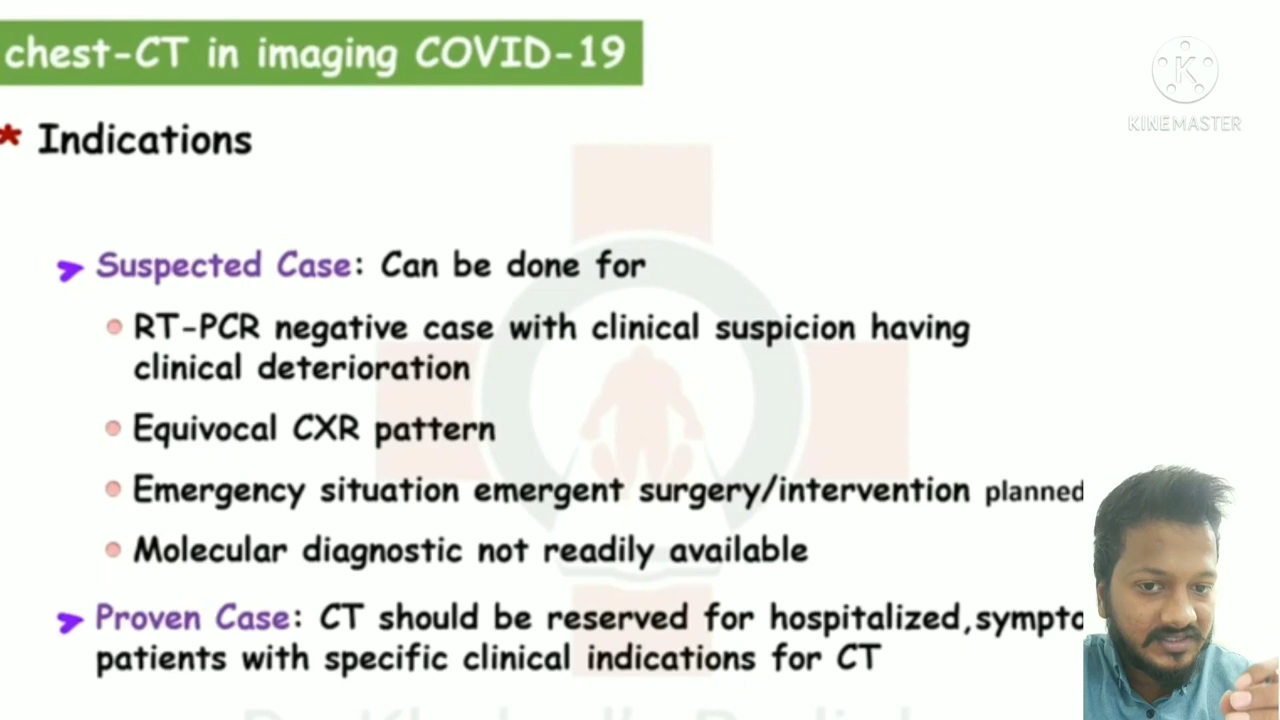 chest-CT in imaging COVID-19
K
KINEMASTER
* Indications
Suspected Case: Can be done for
RT-PCR negative case with clinical suspicion having
clinical deterioration
Equivocal CXR pattern
Emergency situation emergent surgery/intervention planned
Molecular diagnostic not readily available
Proven Case: CT should be reserved for hospitalized,sympto
patients with specific clinical indications for CT